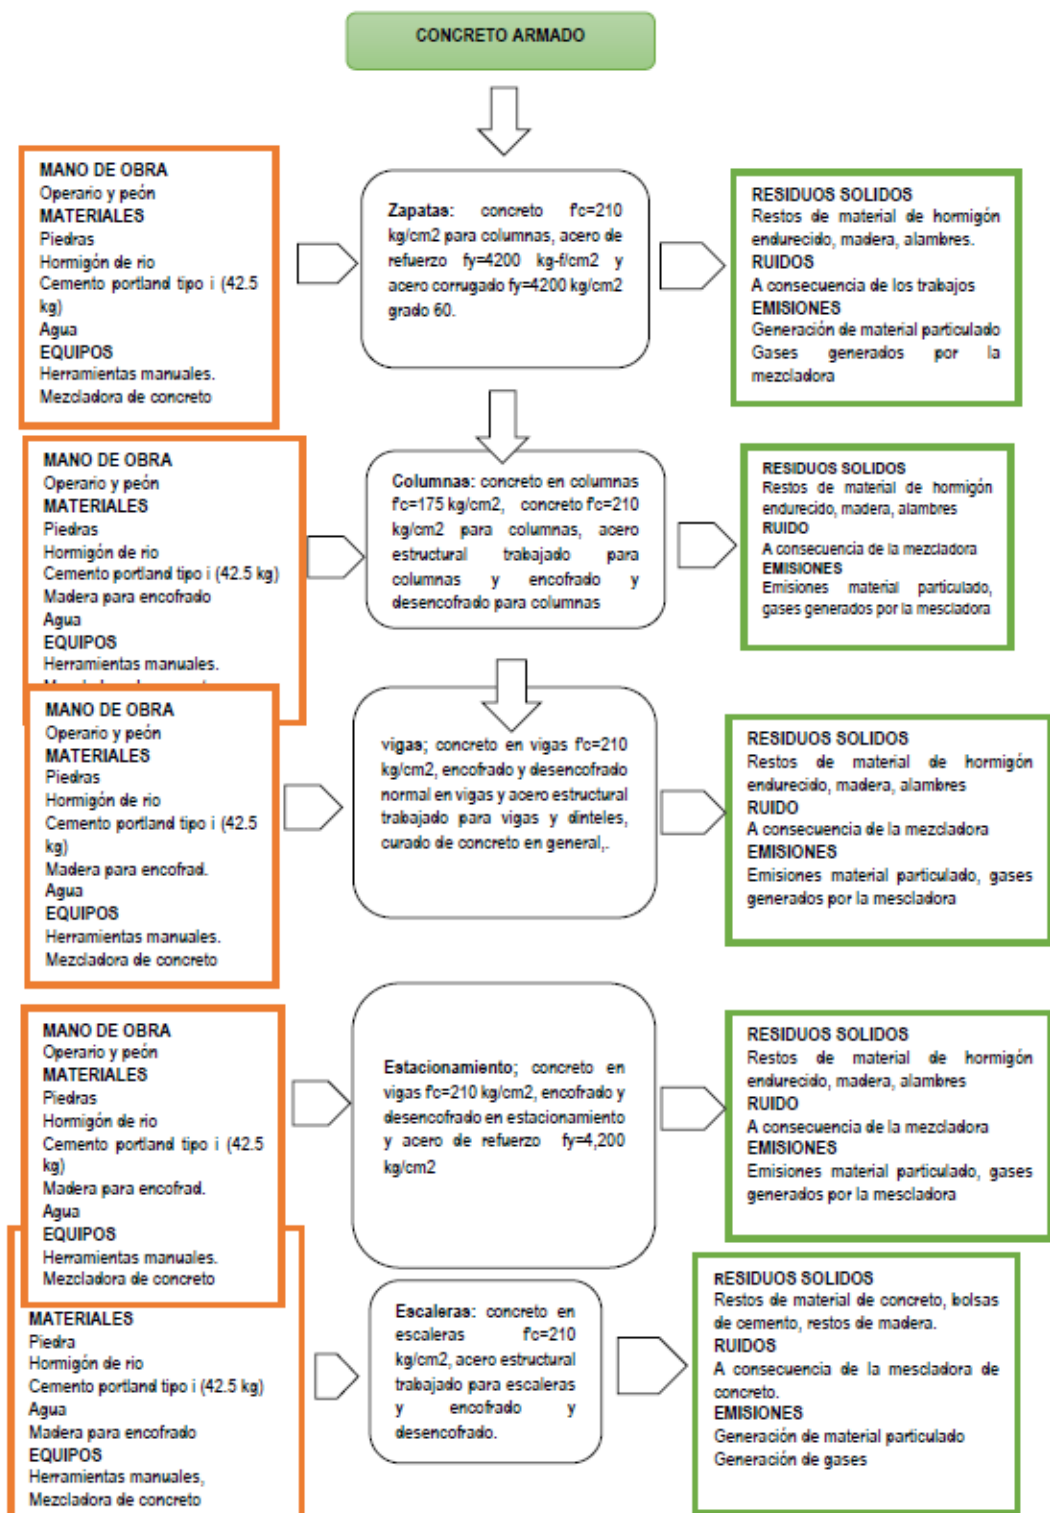 CONCRETO ARMADO
MANO DE OBRA
Operario y peón
MATERIALES
Piedras
Hormigón de rio
Cemento portland tipo i (42.5
kg)
Agua
EQUIPOS
Herramientas manuales.
Mezcladora de concreto
Zapatas: concreto f'c=210
kg/cm2 para columnas, acero de
refuerzo fy=4200 kg-f/cm2 y
acero corrugado fy=4200 kg/cm2
grado 60.
RESIDUOS SOLIDOS
Restos de material de hormigón
endurecido, madera, alambres.
RUIDOS
A consecuencia de los trabajos
EMISIONES
Generación de material particulado
Gases generados por la
mezcladora
MANO DE OBRA
Operario y peón
MATERIALES
Piedras
Hormigón de rio
Cemento portland tipo i (42.5 kg)
Madera para encofrado
Agua
EQUIPOS
Herramientas manuales.
Columnas: concreto en columnas
f'c=175 kg/cm2, concreto f'c=210
kg/cm2 para columnas, acero
estructural trabajado para
columnas y encofrado y
desencofrado para columnas
RESIDUOS SOLIDOS
Restos de material de hormigón
endurecido, madera, alambres
RUIDO
A consecuencia de la mezcladora
EMISIONES
Emisiones material particulado,
gases generados por la mescladora
MANO DE OBRA
Operario y peón
MATERIALES
Piedras
Hormigón de rio
Cemento portland tipo i (42.5
kg)
Madera para encofrad.
Agua
EQUIPOS
Herramientas manuales.
Mezcladora de concreto
vigas; concreto en vigas f'c=210
kg/cm2, encofrado y desencofrado
normal en vigas y acero estructural
trabajado para vigas y dinteles,
curado de concreto en general,.
RESIDUOS SOLIDOS
Restos de material de hormigón
endurecido, madera, alambres
RUIDO
A consecuencia de la mezcladora
EMISIONES
Emisiones material particulado, gases
generados por la mescladora
MANO DE OBRA
Operario y peón
MATERIALES
Piedras
Hormigón de rio
Cemento portland tipo i (42.5
kg)
Madera para encofrad.
Agua
EQUIPOS
Herramientas manuales.
Mezcladora de concreto
Estacionamiento; concreto en
vigas f'c=210 kg/cm2, encofrado y
desencofrado en estacionamiento
y acero de refuerzo fy=4,200
kg/cm2
RESIDUOS SOLIDOS
Restos de material de hormigón
endurecido, madera, alambres
RUIDO
A consecuencia de la mezcladora
EMISIONES
Emisiones material particulado, gases
generados por la mescladora
MATERIALES
Piedra
Hormigón de rio
Cemento portland tipo i (42.5 kg)
Agua
Madera para encofrado
EQUIPOS
Herramientas manuales,
Mezcladora de concreto
Escaleras: concreto en
escaleras f'c=210
kg/cm2, acero estructural
trabajado para escaleras
y encofrado y
desencofrado.
RESIDUOS SOLIDOS
Restos de material de concreto, bolsas
de cemento, restos de madera.
RUIDOS
A consecuencia de la mescladora de
concreto.
EMISIONES
Generación de material particulado
Generación de gases